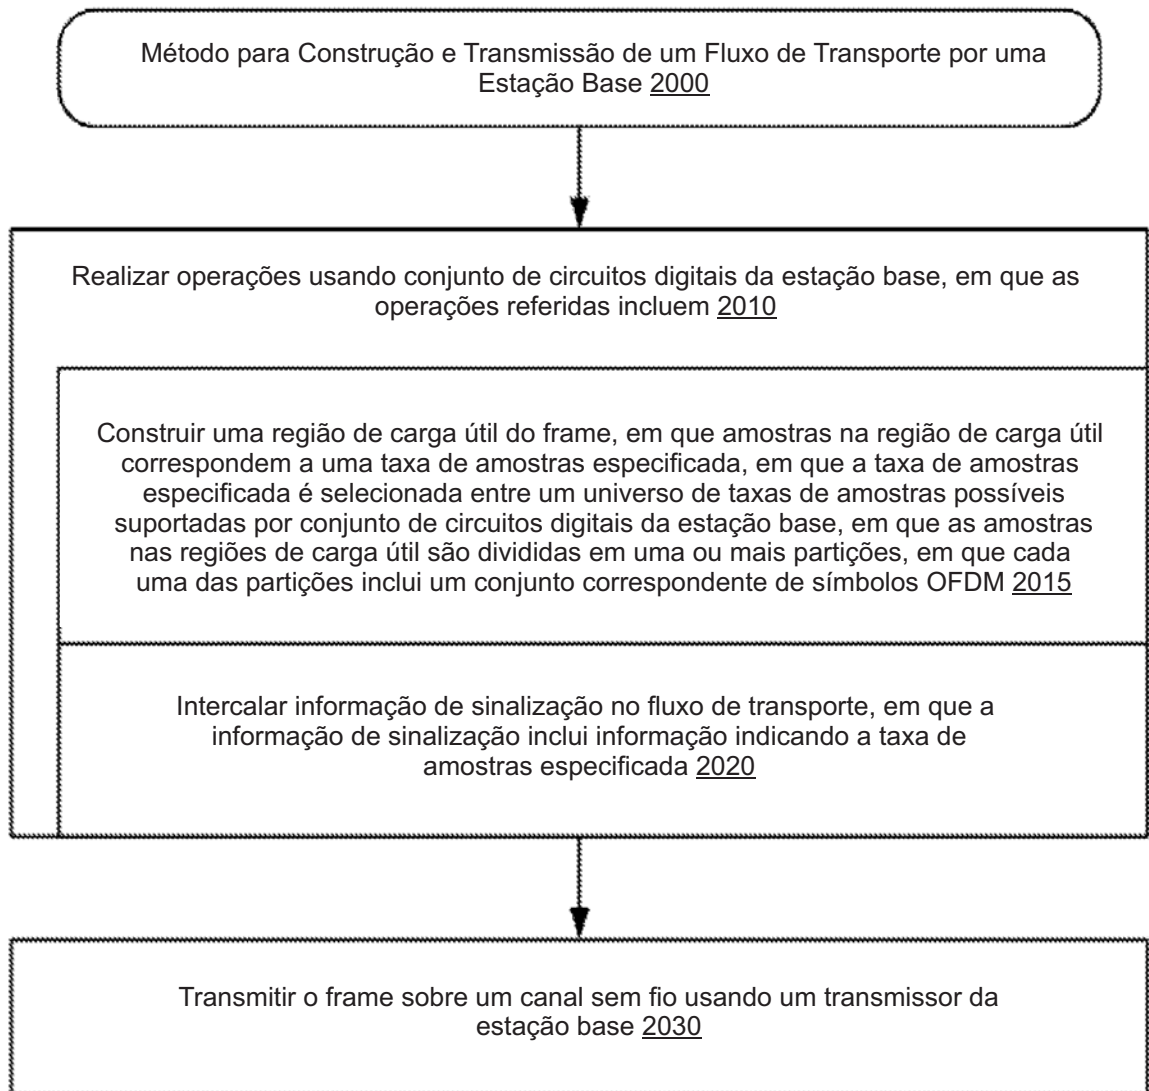 Método para Construção e Transmissão de um Fluxo de Transporte por uma
Estação Base 2000
Realizar operações usando conjunto de circuitos digitais da estação base, em que as
operações referidas incluem 2010
Construir uma região de carga útil do frame, em que amostras na região de carga útil
correspondem a uma taxa de amostras especificada, em que a taxa de amostras
especificada é selecionada entre um universo de taxas de amostras possíveis
suportadas por conjunto de circuitos digitais da estação base, em que as amostras
nas regiões de carga útil são divididas em uma ou mais partições, em que cada
uma das partições inclui um conjunto correspondente de símbolos OFDM 2015
Intercalar informação de sinalização no fluxo de transporte, em que a
informação de sinalização inclui informação indicando a taxa de
amostras especificada 2020
Transmitir o frame sobre um canal sem fio usando um transmissor da
estação base 2030